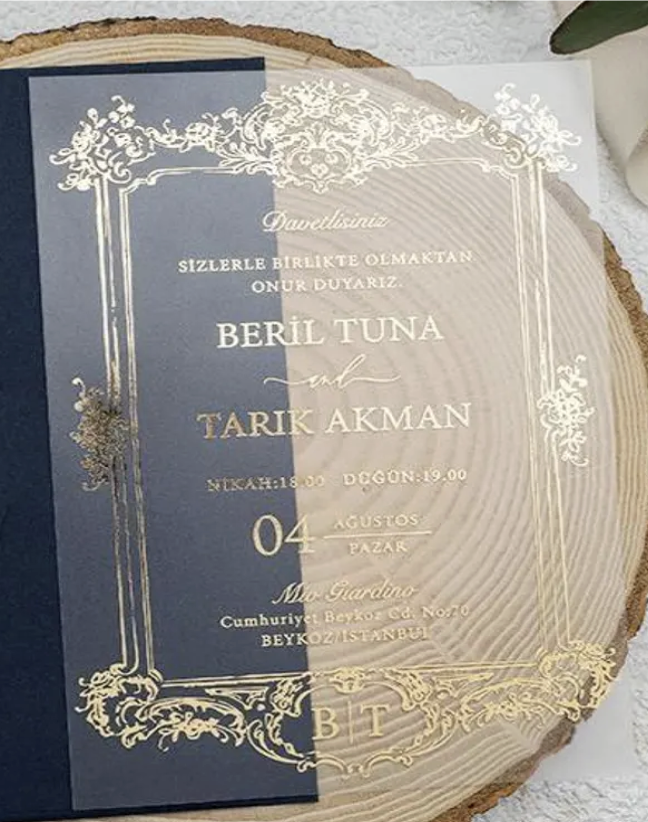 Davetlisiniz
SİZLERLE BİRLİKTE OLMAKTAN
ONUR DUYARIZ.
BERİL TUNA
and
TARIK AKMAN
NİKAH:18.00 DÜĞÜN:19.00
04 AĞUSTOS
PAZAR
Mio Giardino
Cumhuriyet Beykoz Cd. No:70
BEYKOZ/İSTANBUL
B|T